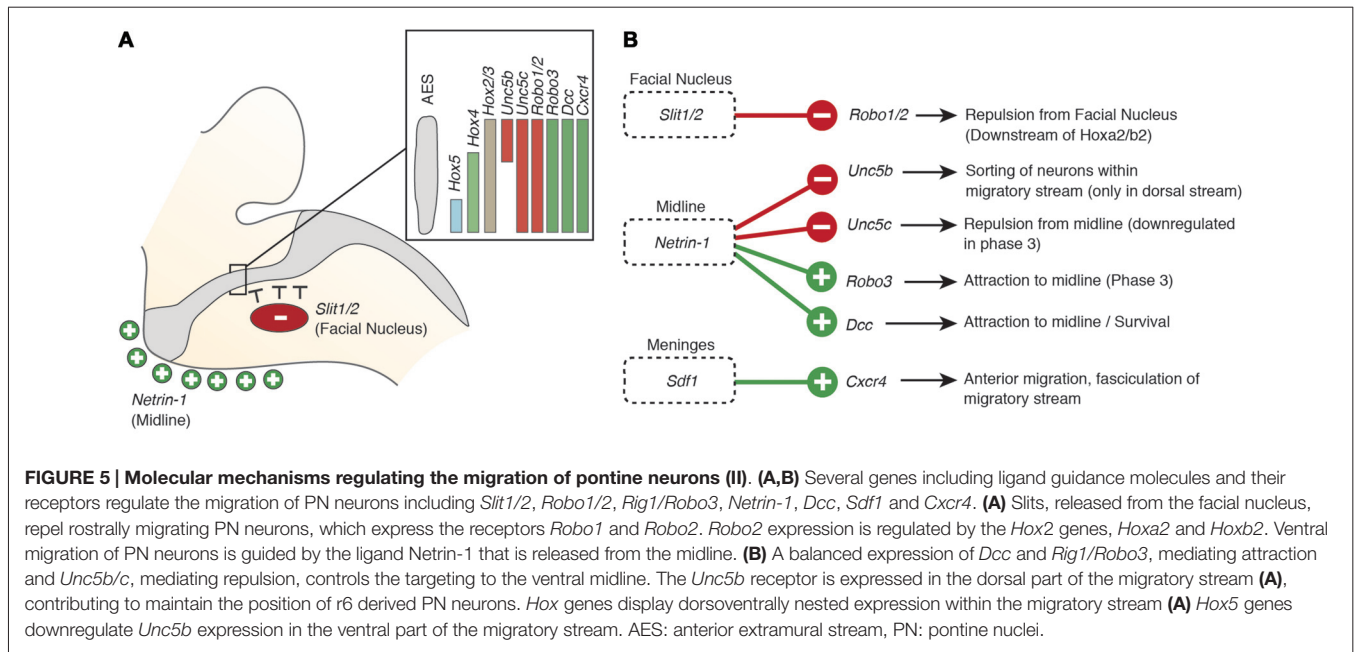 A
AES
Hox5
Hox4
Hox2/3
Unc5b
Unc5c
Robo1/2
Robo3
Dcc
Cxcr4
Slit1/2
(Facial Nucleus)
Netrin-1
(Midline)
B
Facial Nucleus
Slit1/2
Robo1/2
Repulsion from Facial Nucleus
(Downstream of Hoxa2/b2)
Unc5b
Sorting of neurons within
migratory stream (only in dorsal stream)
Midline
Netrin-1
Unc5c
Repulsion from midline (downregulated
in phase 3)
Robo3
Attraction to midline (Phase 3)
Dcc
Attraction to midline / Survival
Meninges
Sdf1
Cxcr4
Anterior migration, fasciculation of
migratory stream
FIGURE 5 | Molecular mechanisms regulating the migration of pontine neurons (II). (A,B) Several genes including ligand guidance molecules and their
receptors regulate the migration of PN neurons including Slit1/2, Robo1/2, Rig1/Robo3, Netrin-1, Dcc, Sdf1 and Cxcr4. (A) Slits, released from the facial nucleus,
repel rostrally migrating PN neurons, which express the receptors Robo1 and Robo2. Robo2 expression is regulated by the Hox2 genes, Hoxa2 and Hoxb2. Ventral
migration of PN neurons is guided by the ligand Netrin-1 that is released from the midline. (B) A balanced expression of Dcc and Rig1/Robo3, mediating attraction
and Unc5b/c, mediating repulsion, controls the targeting to the ventral midline. The Unc5b receptor is expressed in the dorsal part of the migratory stream (A),
contributing to maintain the position of r6 derived PN neurons. Hox genes display dorsoventrally nested expression within the migratory stream (A) Hox5 genes
downregulate Unc5b expression in the ventral part of the migratory stream. AES: anterior extramural stream, PN: pontine nuclei.